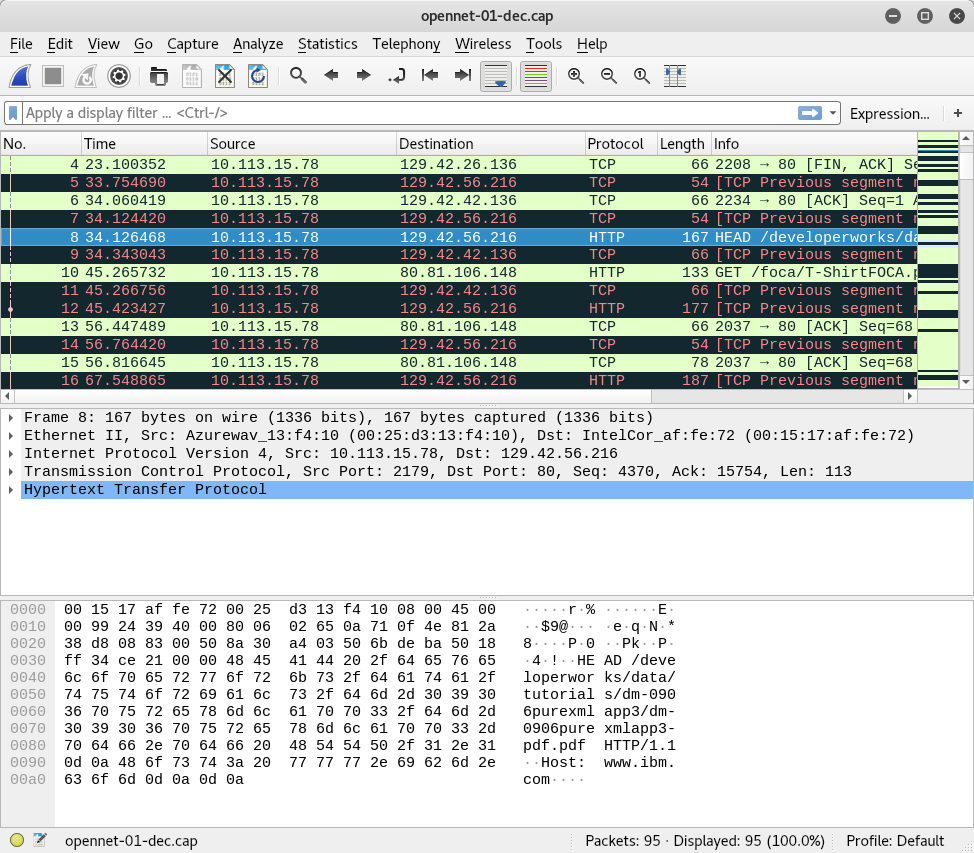 opennet-01-dec.cap
File Edit View Go Capture Analyze Statistics Telephony Wireless Tools Help
Apply a display filter ... <Ctrl-/> Expression... +
No. Time Source Destination Protocol Length Info
4 23.100352 10.113.15.78 129.42.26.136 TCP 66 2208 → 80 [FIN, ACK] Se
5 33.754690 10.113.15.78 129.42.56.216 TCP 54 [TCP Previous segment n
6 34.060419 10.113.15.78 129.42.42.136 TCP 66 2234 → 80 [ACK] Seq=1 A
7 34.124420 10.113.15.78 129.42.56.216 TCP 54 [TCP Previous segment n
8 34.126468 10.113.15.78 129.42.56.216 HTTP 167 HEAD /developerworks/da
9 34.343043 10.113.15.78 129.42.42.136 TCP 66 [TCP Previous segment n
10 45.265732 10.113.15.78 80.81.106.148 HTTP 133 GET /foca/T-ShirtFOCA.p
11 45.266756 10.113.15.78 129.42.42.136 TCP 66 [TCP Previous segment n
12 45.423427 10.113.15.78 129.42.56.216 HTTP 177 [TCP Previous segment n
13 56.447489 10.113.15.78 80.81.106.148 TCP 66 2037 → 80 [ACK] Seq=68
14 56.764420 10.113.15.78 129.42.56.216 TCP 54 [TCP Previous segment n
15 56.816645 10.113.15.78 80.81.106.148 TCP 78 2037 → 80 [ACK] Seq=68
16 67.548865 10.113.15.78 129.42.56.216 HTTP 187 [TCP Previous segment n
Frame 8: 167 bytes on wire (1336 bits), 167 bytes captured (1336 bits)
Ethernet II, Src: Azurewav_13:f4:10 (00:25:d3:13:f4:10), Dst: IntelCor_af:fe:72 (00:15:17:af:fe:72)
Internet Protocol Version 4, Src: 10.113.15.78, Dst: 129.42.56.216
Transmission Control Protocol, Src Port: 2179, Dst Port: 80, Seq: 4370, Ack: 15754, Len: 113
Hypertext Transfer Protocol
0000 00 15 17 af fe 72 00 25 d3 13 f4 10 08 00 45 00 ·····r·% ······E·
0010 00 99 24 39 40 00 80 06 02 65 0a 71 0f 4e 81 2a ··$9@··· ·e·q·N·*
0020 38 d8 08 83 00 50 8a 30 a4 03 50 6b de ba 50 18 8····P·0 ··Pk··P·
0030 ff 34 ce 21 00 00 48 45 41 44 20 2f 64 65 76 65 ·4·!··HE AD /deve
0040 6c 6f 70 65 72 77 6f 72 6b 73 2f 64 61 74 61 2f loperwor ks/data/
0050 74 75 74 6f 72 69 61 6c 73 2f 64 6d 2d 30 39 30 tutorial s/dm-090
0060 36 70 75 72 65 78 6d 6c 61 70 70 33 2f 64 6d 2d 6purexml app3/dm-
0070 30 39 30 36 70 75 72 65 78 6d 6c 61 70 70 33 2d 0906pure xmlapp3-
0080 70 64 66 2e 70 64 66 20 48 54 54 50 2f 31 2e 31 pdf.pdf HTTP/1.1
0090 0d 0a 48 6f 73 74 3a 20 77 77 77 2e 69 62 6d 2e ··Host: www.ibm.
00a0 63 6f 6d 0d 0a 0d 0a com····
opennet-01-dec.cap Packets: 95 · Displayed: 95 (100.0%) Profile: Default